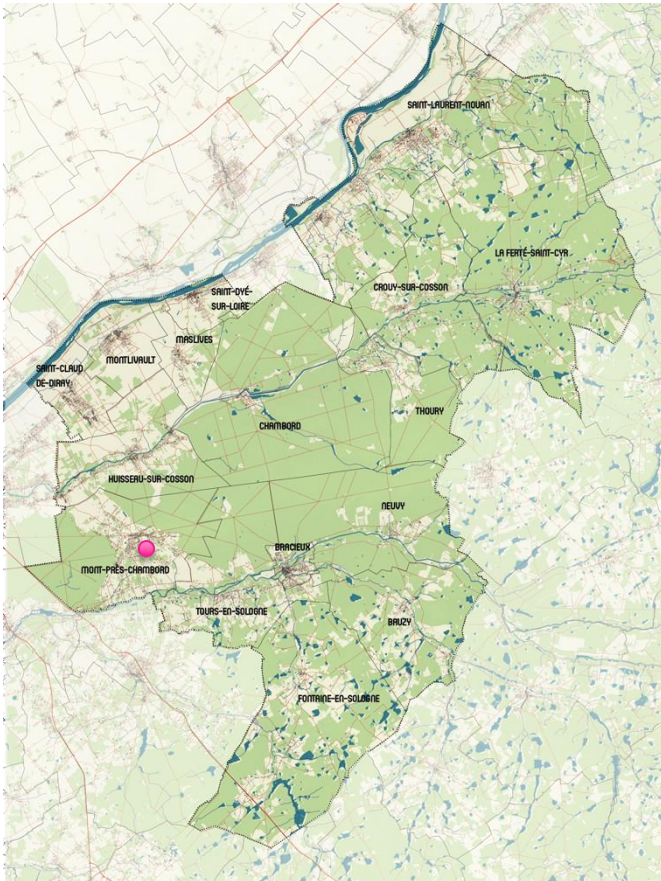 SAINT-LAURENT-NOUAN
LA FERTÉ-SAINT-CYR
CROUY-SUR-COSSON
SAINT-DYÉ-
SUR-LOIRE
MASLIVES
MONTLIVAULT
SAINT-CLAUD
DE-DIRAY
THOURY
CHAMBORD
HUISSEAU-SUR-COSSON
NEUVY
BRACIEUX
MONT-PRÈS-CHAMBORD
TOURS-EN-SOLOGNE
BAUZY
FONTAINE-EN-SOLOGNE